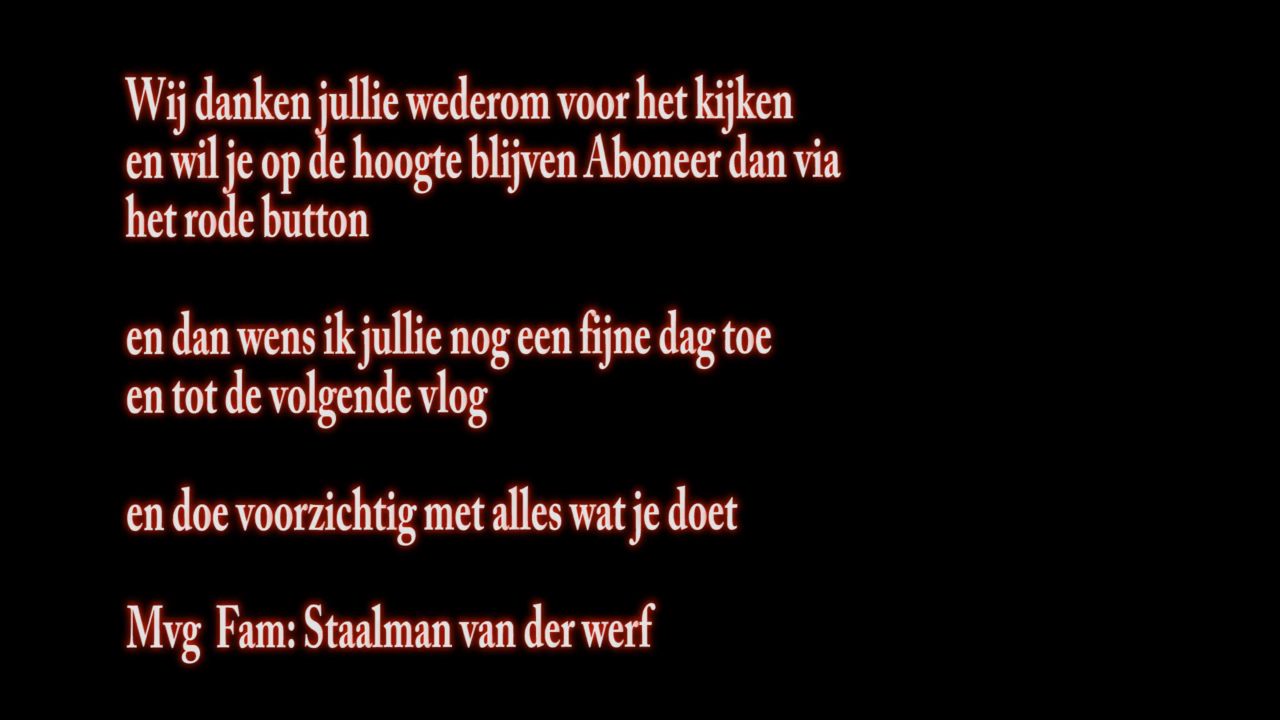 Wij danken jullie wederom voor het kijken
en wil je op de hoogte blijven Aboneer dan via
het rode button
en dan wens ik jullie nog een fijne dag toe
en tot de volgende vlog
en doe voorzichtig met alles wat je doet
Mvg Fam: Staalman van der werf